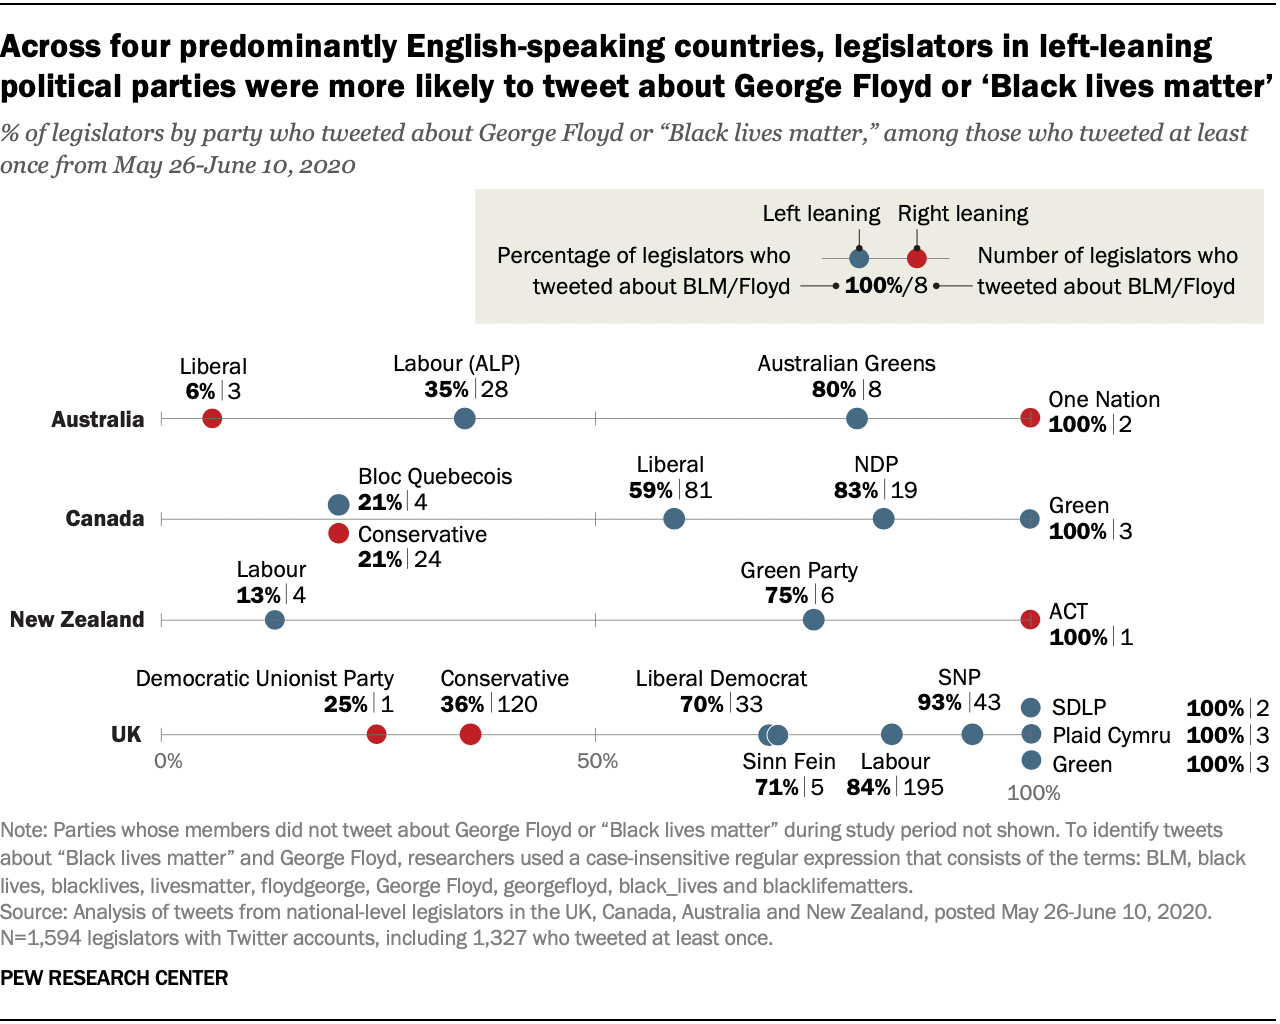 Across four predominantly English-speaking countries, legislators in left-leaning
political parties were more likely to tweet about George Floyd or ‘Black lives matter’
% of legislators by party who tweeted about George Floyd or “Black lives matter,” among those who tweeted at least
once from May 26-June 10, 2020
Left leaning Right leaning
Percentage of legislators who
tweeted about BLM/Floyd
100%/8
Number of legislators who
tweeted about BLM/Floyd
Australia
Liberal
6% | 3
Labour (ALP)
35% | 28
Australian Greens
80% | 8
One Nation
100% | 2
Canada
Bloc Quebecois
21% | 4
Conservative
21% | 24
Liberal
59% | 81
NDP
83% | 19
Green
100% | 3
New Zealand
Labour
13% | 4
Green Party
75% | 6
ACT
100% | 1
UK
Democratic Unionist Party
25% | 1
Conservative
36% | 120
Liberal Democrat
70% | 33
Sinn Fein
71% | 5
Labour
84% | 195
SNP
93% | 43
SDLP 100% | 2
Plaid Cymru 100% | 3
Green 100% | 3
0%
50%
100%
Note: Parties whose members did not tweet about George Floyd or “Black lives matter” during study period not shown. To identify tweets
about “Black lives matter” and George Floyd, researchers used a case-insensitive regular expression that consists of the terms: BLM, black
lives, blacklives, livesmatter, floydgeorge, George Floyd, georgefloyd, black_lives and blacklifematters.
Source: Analysis of tweets from national-level legislators in the UK, Canada, Australia and New Zealand, posted May 26-June 10, 2020.
N=1,594 legislators with Twitter accounts, including 1,327 who tweeted at least once.
PEW RESEARCH CENTER